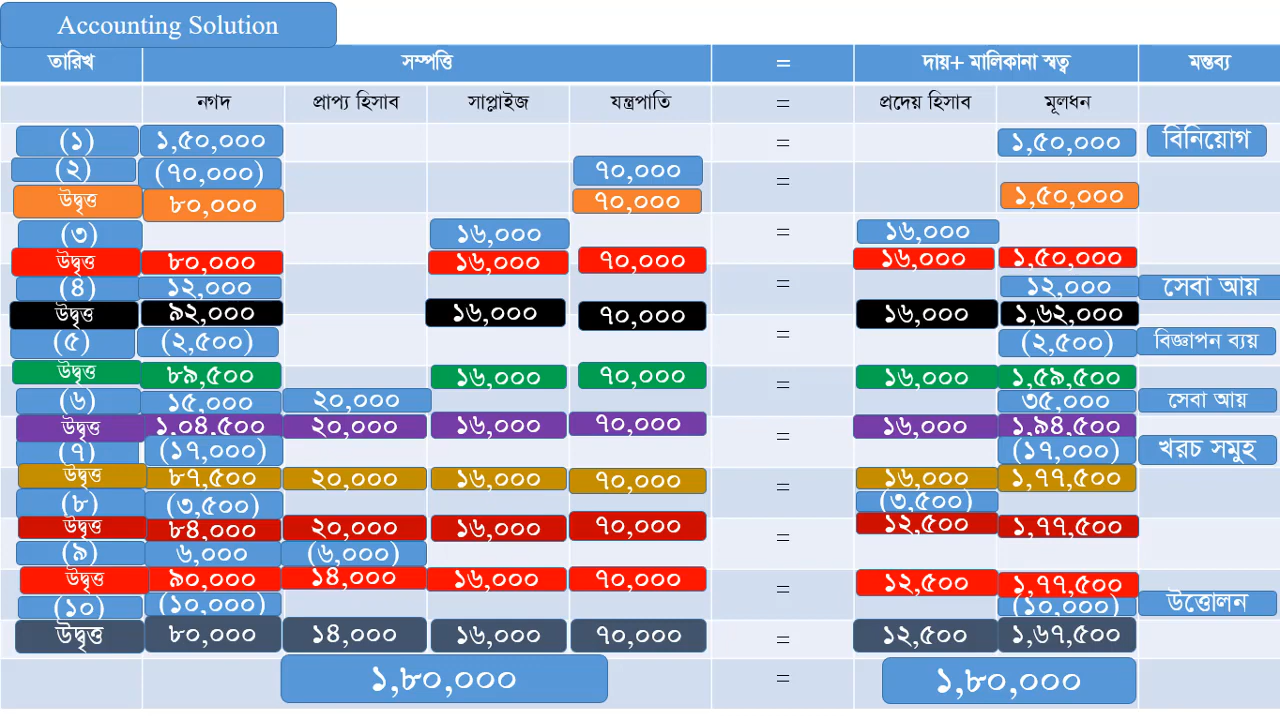 Accounting Solution
তারিখ সম্পত্তি = দায়+ মালিকানা স্বত্ব মন্তব্য
নগদ প্রাপ্য হিসাব সাপ্লাইজ যন্ত্রপাতি = প্রদেয় হিসাব মূলধন
(১) ১,৫০,০০০ = ১,৫০,০০০ বিনিয়োগ
(২) (৭০,০০০) ৭০,০০০ =
উদ্বৃত্ত ৮০,০০০ ৭০,০০০ ১,৫০,০০০
(৩) ১৬,০০০ = ১৬,০০০
উদ্বৃত্ত ৮০,০০০ ১৬,০০০ ৭০,০০০ ১৬,০০০ ১,৫০,০০০
(৪) ১২,০০০ = ১২,০০০ সেবা আয়
উদ্বৃত্ত ৯২,০০০ ১৬,০০০ ৭০,০০০ ১৬,০০০ ১,৬২,০০০
(৫) (২,৫০০) = (২,৫০০) বিজ্ঞাপন ব্যয়
উদ্বৃত্ত ৮৯,৫০০ ১৬,০০০ ৭০,০০০ = ১৬,০০০ ১,৫৯,৫০০
(৬) ১৫,০০০ ২০,০০০ ৩৫,০০০ সেবা আয়
উদ্বৃত্ত ১,০৪,৫০০ ২০,০০০ ১৬,০০০ ৭০,০০০ = ১৬,০০০ ১,৯৪,৫০০
(৭) (১৭,০০০) (১৭,০০০) খরচ সমুহ
উদ্বৃত্ত ৮৭,৫০০ ২০,০০০ ১৬,০০০ ৭০,০০০ = ১৬,০০০ ১,৭৭,৫০০
(৮) (৩,৫০০) (৩,৫০০)
উদ্বৃত্ত ৮৪,০০০ ২০,০০০ ১৬,০০০ ৭০,০০০ = ১২,৫০০ ১,৭৭,৫০০
(৯) ৬,০০০ (৬,০০০)
উদ্বৃত্ত ৯০,০০০ ১৪,০০০ ১৬,০০০ ৭০,০০০ = ১২,৫০০ ১,৭৭,৫০০
(১০) (১০,০০০) (১০,০০০) উত্তোলন
উদ্বৃত্ত ৮০,০০০ ১৪,০০০ ১৬,০০০ ৭০,০০০ = ১২,৫০০ ১,৬৭,৫০০
১,৮০,০০০ = ১,৮০,০০০